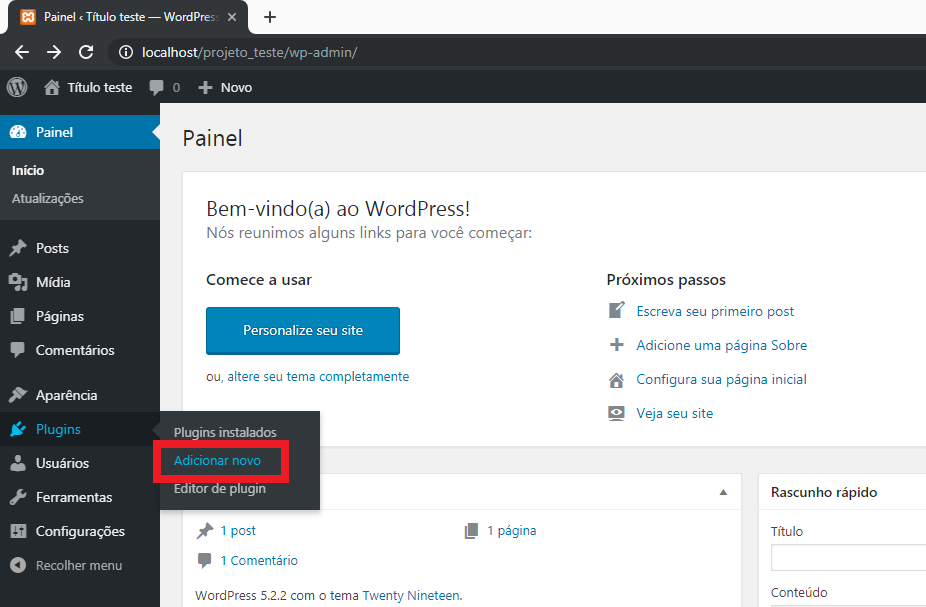 Painel ‹ Título teste — WordPress
localhost/projeto_teste/wp-admin/
Título teste
0
Novo
Painel
Início
Atualizações
Posts
Mídia
Páginas
Comentários
Aparência
Plugins
Usuários
Ferramentas
Configurações
Recolher menu
Plugins instalados
Adicionar novo
Editor de plugin
Painel
Bem-vindo(a) ao WordPress!
Nós reunimos alguns links para você começar:
Comece a usar
Personalize seu site
ou, altere seu tema completamente
Próximos passos
Escreva seu primeiro post
Adicione uma página Sobre
Configura sua página inicial
Veja seu site
1 post
1 página
1 Comentário
WordPress 5.2.2 com o tema Twenty Nineteen.
Rascunho rápido
Título
Conteúdo